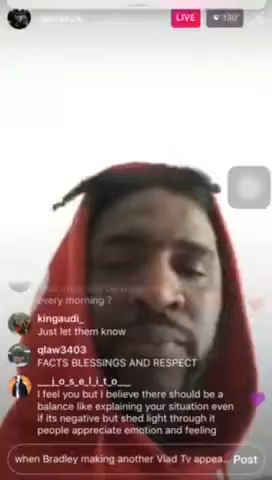 LIVE
130
every morning ?
kingaudi_
Just let them know
qlaw3403
FACTS BLESSINGS AND RESPECT
___j_o_s_e_l_i_t_o___
I feel you but I believe there should be a
balance like explaining your situation even
if its negative but shed light through it
people appreciate emotion and feeling
when Bradley making another Vlad Tv appea...
Post